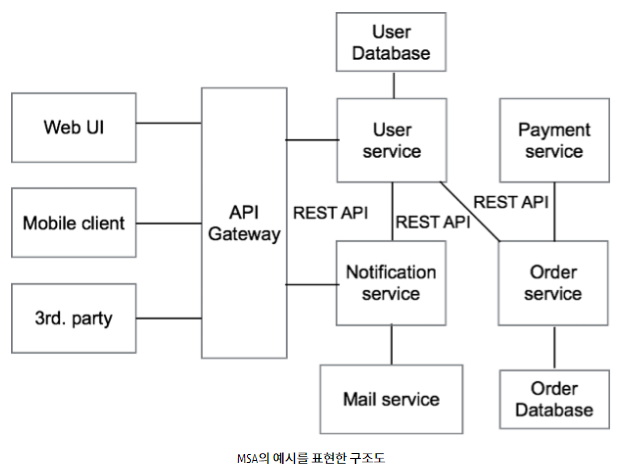 User
Database
Web UI
User
service
Payment
service
Mobile client
API
Gateway
REST API
REST API
REST API
Notification
service
Order
service
3rd. party
Mail service
Order
Database
MSA의 예시를 표현한 구조도